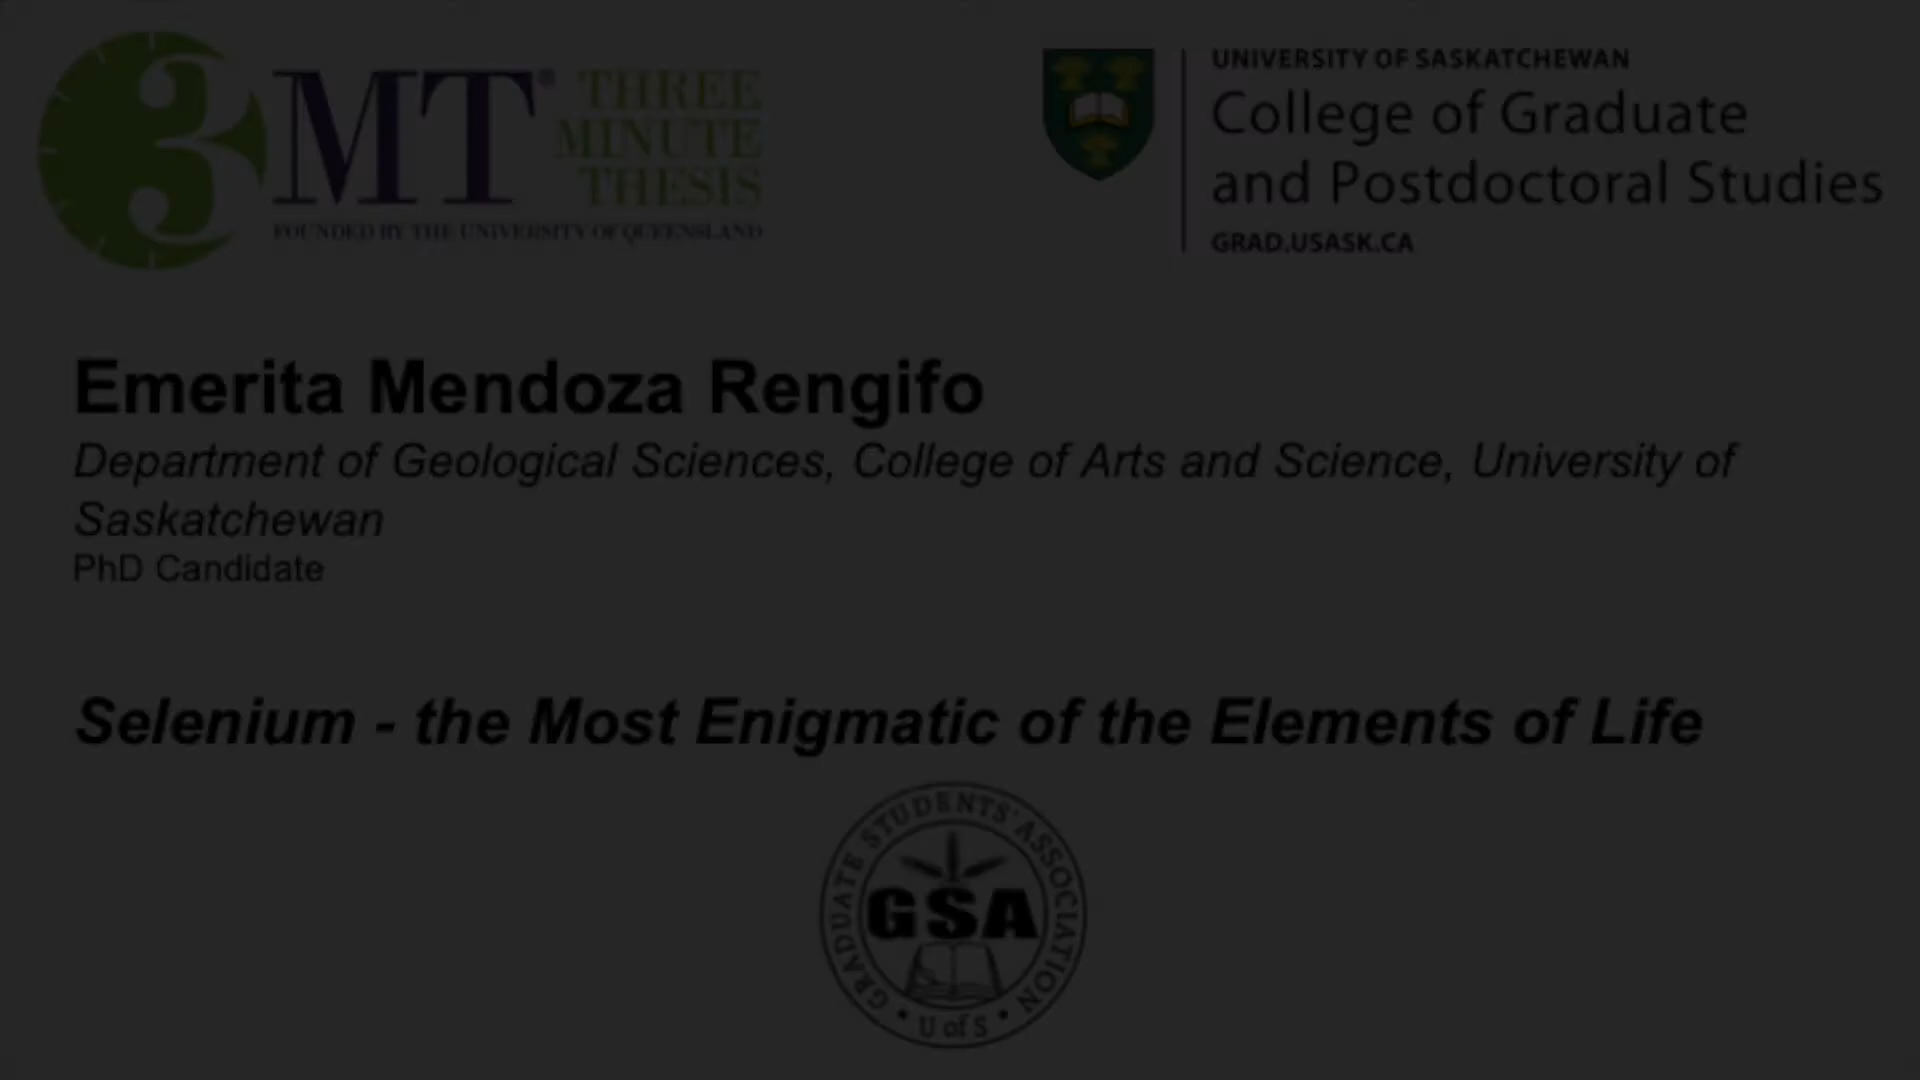 3MT® THREE
MINUTE
THESIS
FOUNDED BY THE UNIVERSITY OF QUEENSLAND
UNIVERSITY OF SASKATCHEWAN
College of Graduate
and Postdoctoral Studies
GRAD.USASK.CA
Emerita Mendoza Rengifo
Department of Geological Sciences, College of Arts and Science, University of
Saskatchewan
PhD Candidate
Selenium - the Most Enigmatic of the Elements of Life
GRADUATE STUDENTS' ASSOCIATION
GSA
• U of S •